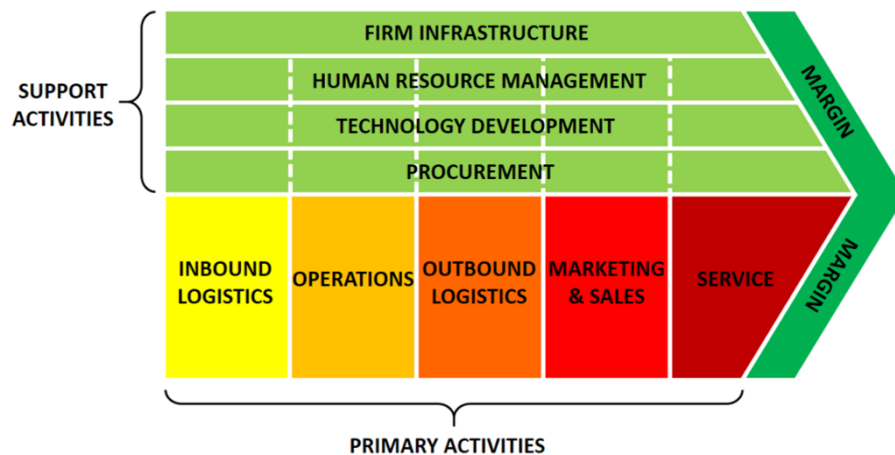 FIRM INFRASTRUCTURE
HUMAN RESOURCE MANAGEMENT
TECHNOLOGY DEVELOPMENT
PROCUREMENT
SUPPORT
ACTIVITIES
MARGIN
INBOUND
LOGISTICS
OPERATIONS
OUTBOUND
LOGISTICS
MARKETING
& SALES
SERVICE
MARGIN
PRIMARY ACTIVITIES